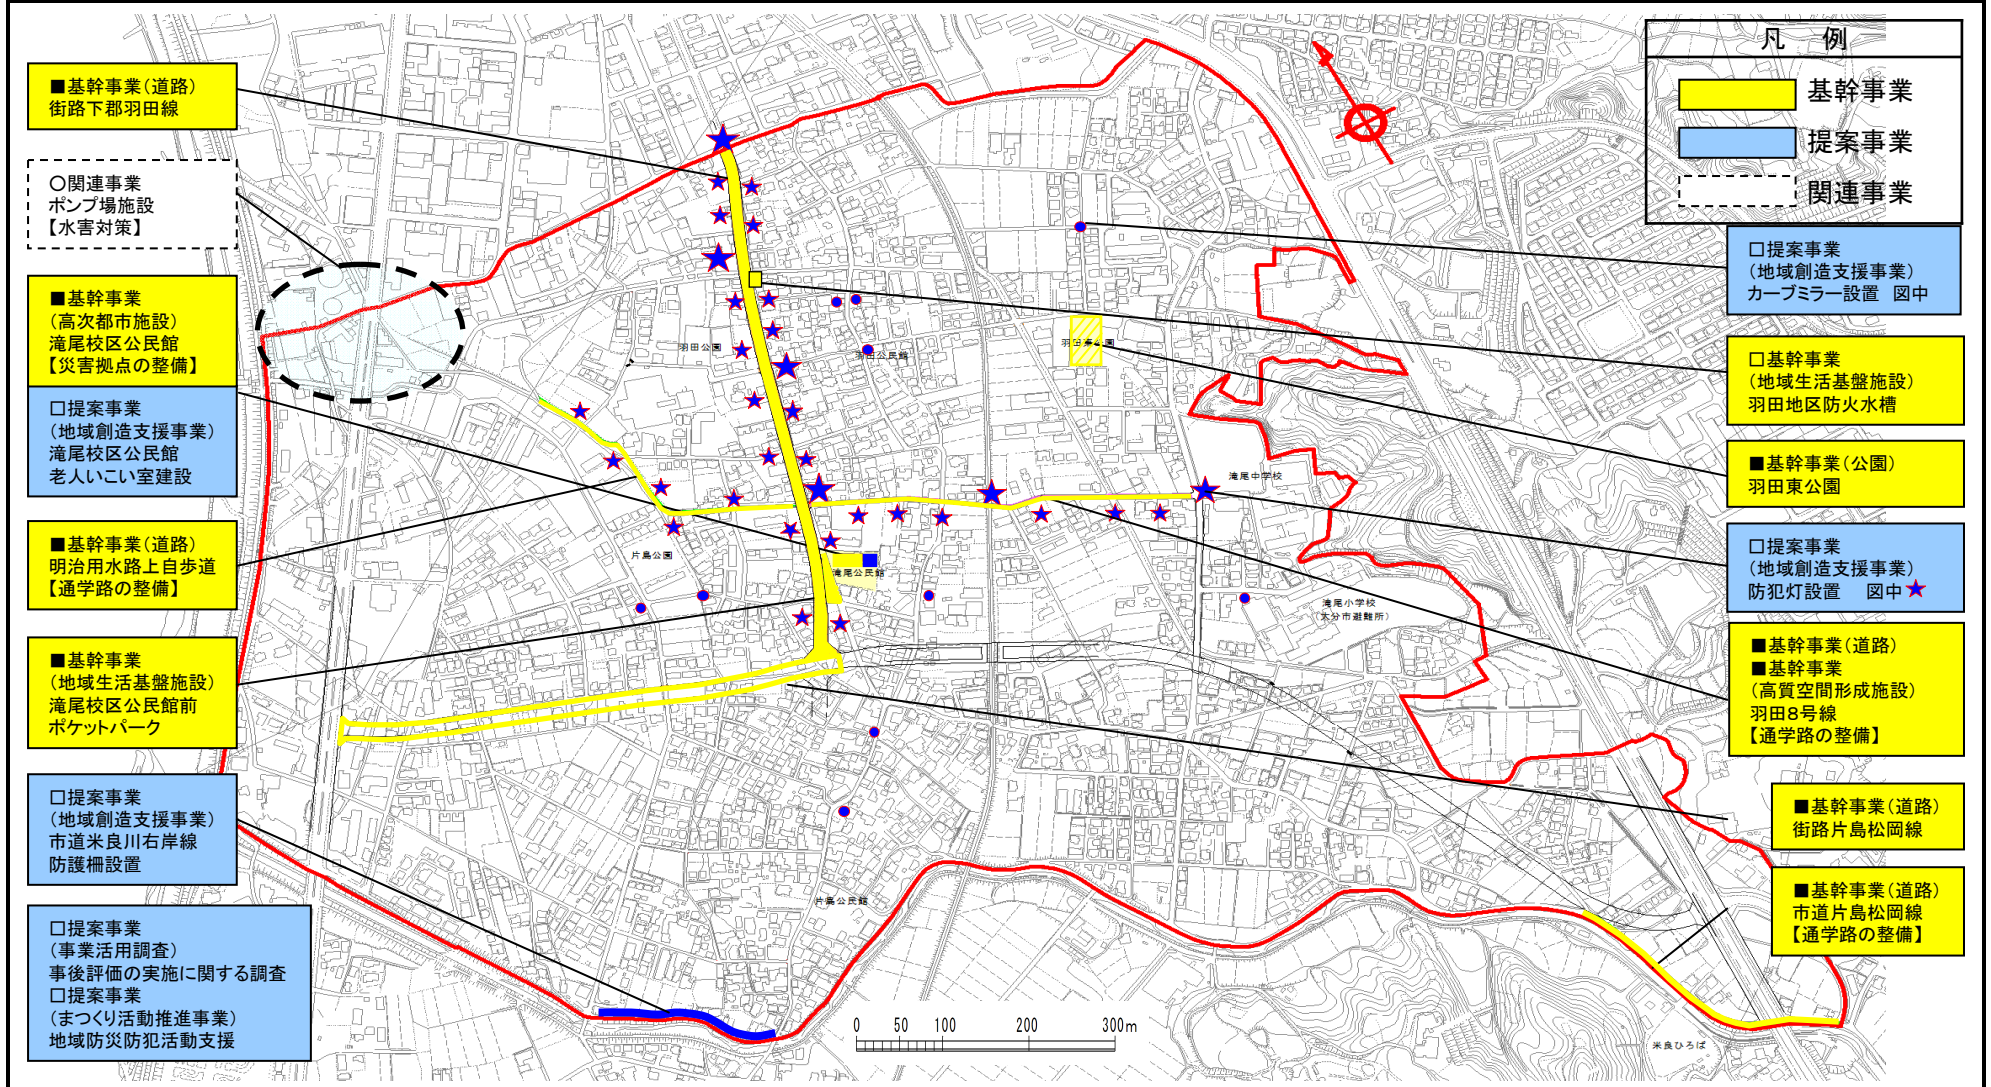 ■基幹事業(道路)
街路下郡羽田線
○関連事業
ポンプ場施設
【水害対策】
■基幹事業
(高次都市施設)
滝尾校区公民館
【災害拠点の整備】
□提案事業
(地域創造支援事業)
滝尾校区公民館
老人いこい室建設
■基幹事業(道路)
明治用水路上自歩道
【通学路の整備】
■基幹事業
(地域生活基盤施設)
滝尾校区公民館前
ポケットパーク
□提案事業
(地域創造支援事業)
市道米良川右岸線
防護柵設置
□提案事業
(事業活用調査)
事後評価の実施に関する調査
□提案事業
(まつくり活動推進事業)
地域防災防犯活動支援
羽田公園
羽田公民館
羽田東公園
滝尾中学校
片島公園
滝尾公民館
滝尾小学校
(大分市避難所)
片島公民館
米良ひろば
0 50 100 200 300m
凡 例
基幹事業
提案事業
関連事業
□提案事業
(地域創造支援事業)
カーブミラー設置 図中
□基幹事業
(地域生活基盤施設)
羽田地区防火水槽
■基幹事業(公園)
羽田東公園
□提案事業
(地域創造支援事業)
防犯灯設置 図中★
■基幹事業(道路)
■基幹事業
(高質空間形成施設)
羽田8号線
【通学路の整備】
■基幹事業(道路)
街路片島松岡線
■基幹事業(道路)
市道片島松岡線
【通学路の整備】